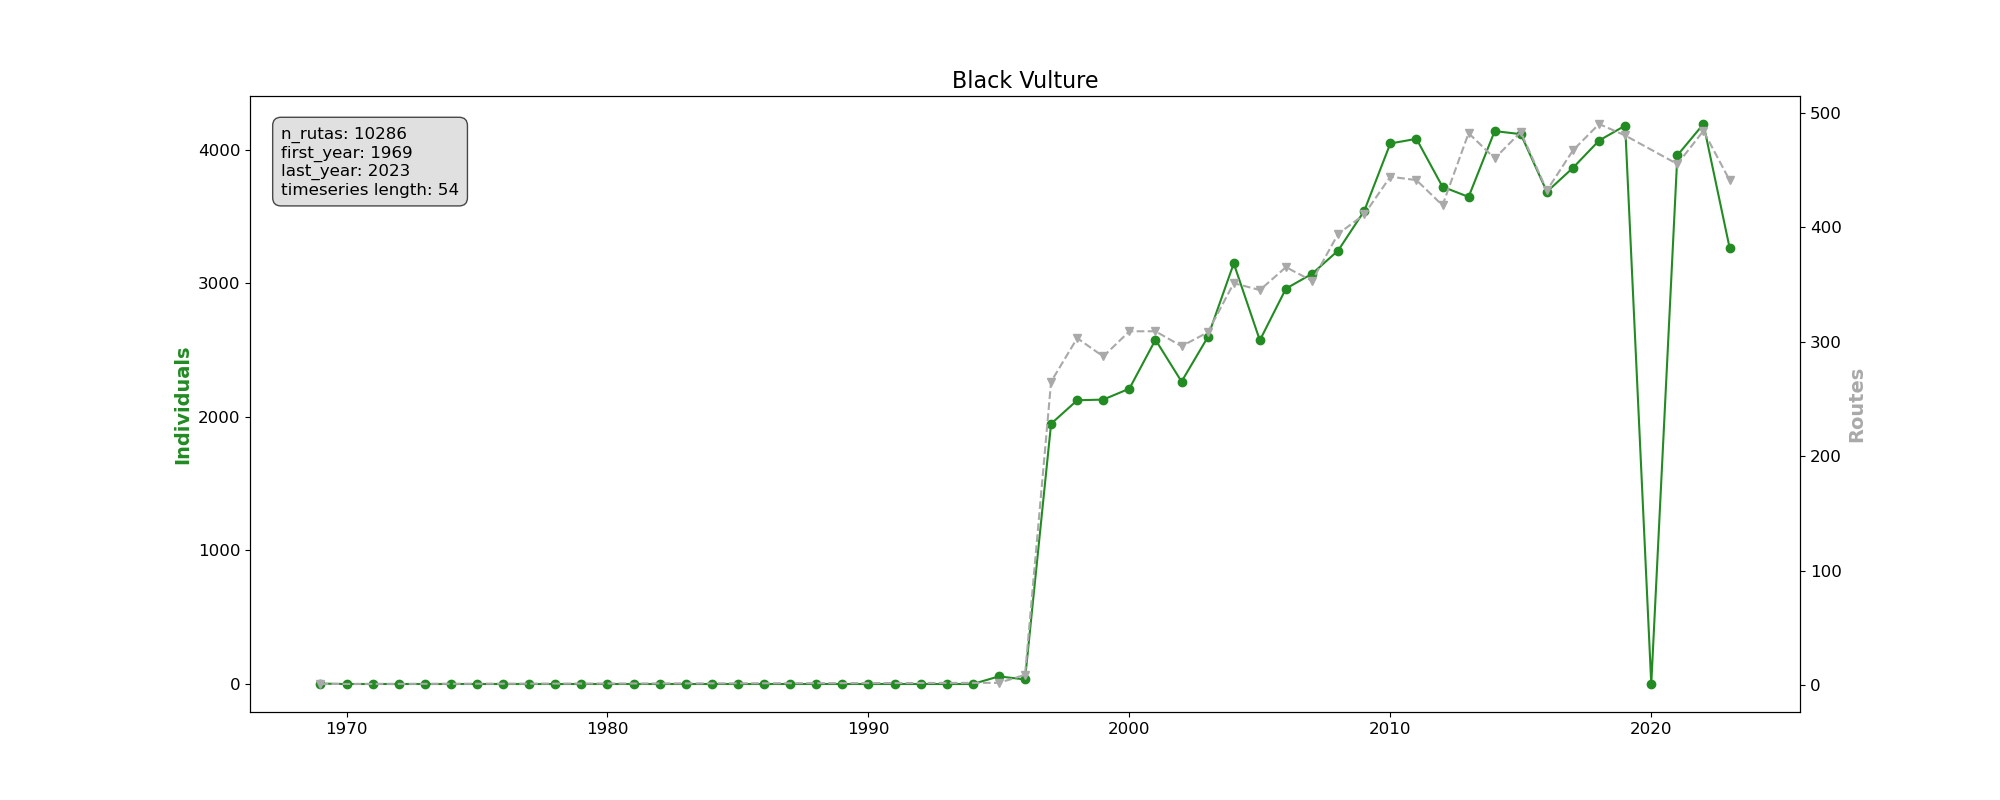 Black Vulture
n_rutas: 10286
first_year: 1969
last_year: 2023
timeseries length: 54
Individuals
4000
3000
2000
1000
0
Routes
500
400
300
200
100
0
1970 1980 1990 2000 2010 2020